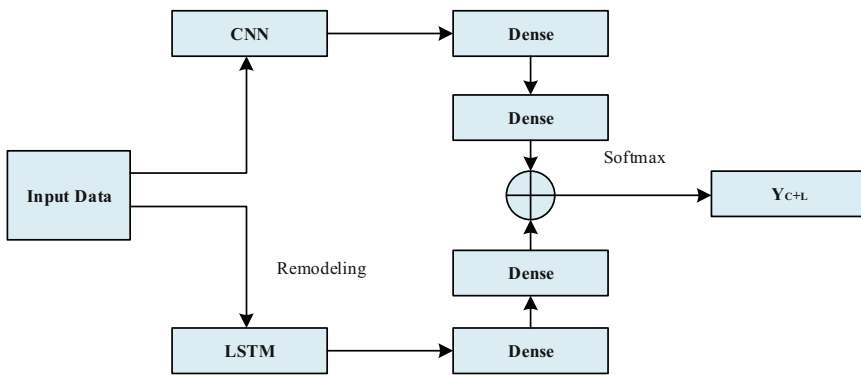 CNN
Dense
Dense
Softmax
Input Data
YC+L
Remodeling
Dense
LSTM
Dense